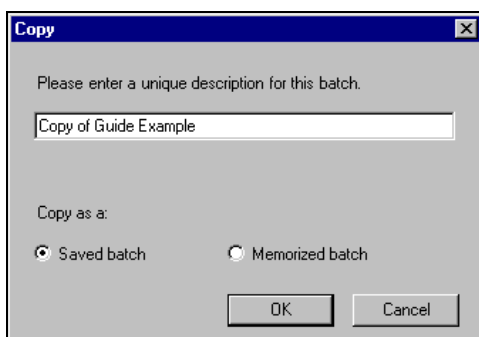 Copy
Please enter a unique description for this batch.
Copy of Guide Example
Copy as a:
Saved batch Memorized batch
OK Cancel